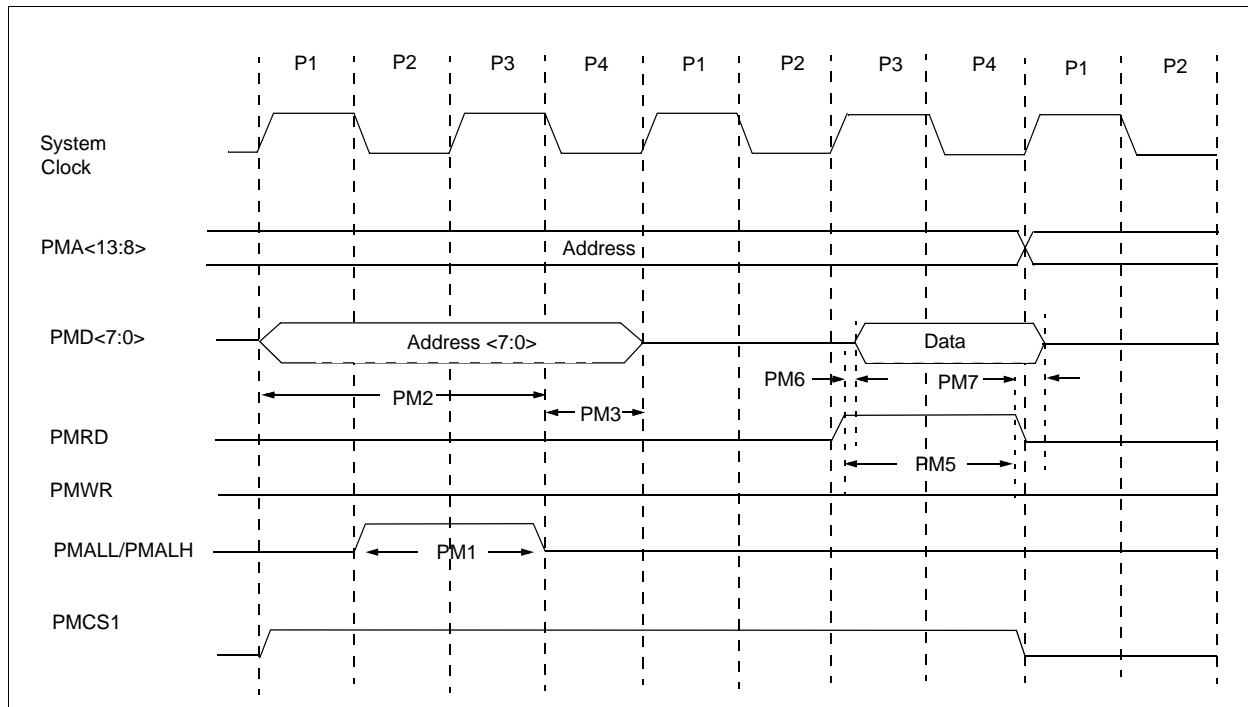 P1 P2 P3 P4 P1 P2 P3 P4 P1 P2
System
Clock
PMA<13:8>
Address
PMD<7:0>
Address <7:0>
Data
PM2
PM3
PM6
PM7
PMRD
PM5
PMWR
PMALL/PMALH
PM1
PMCS1